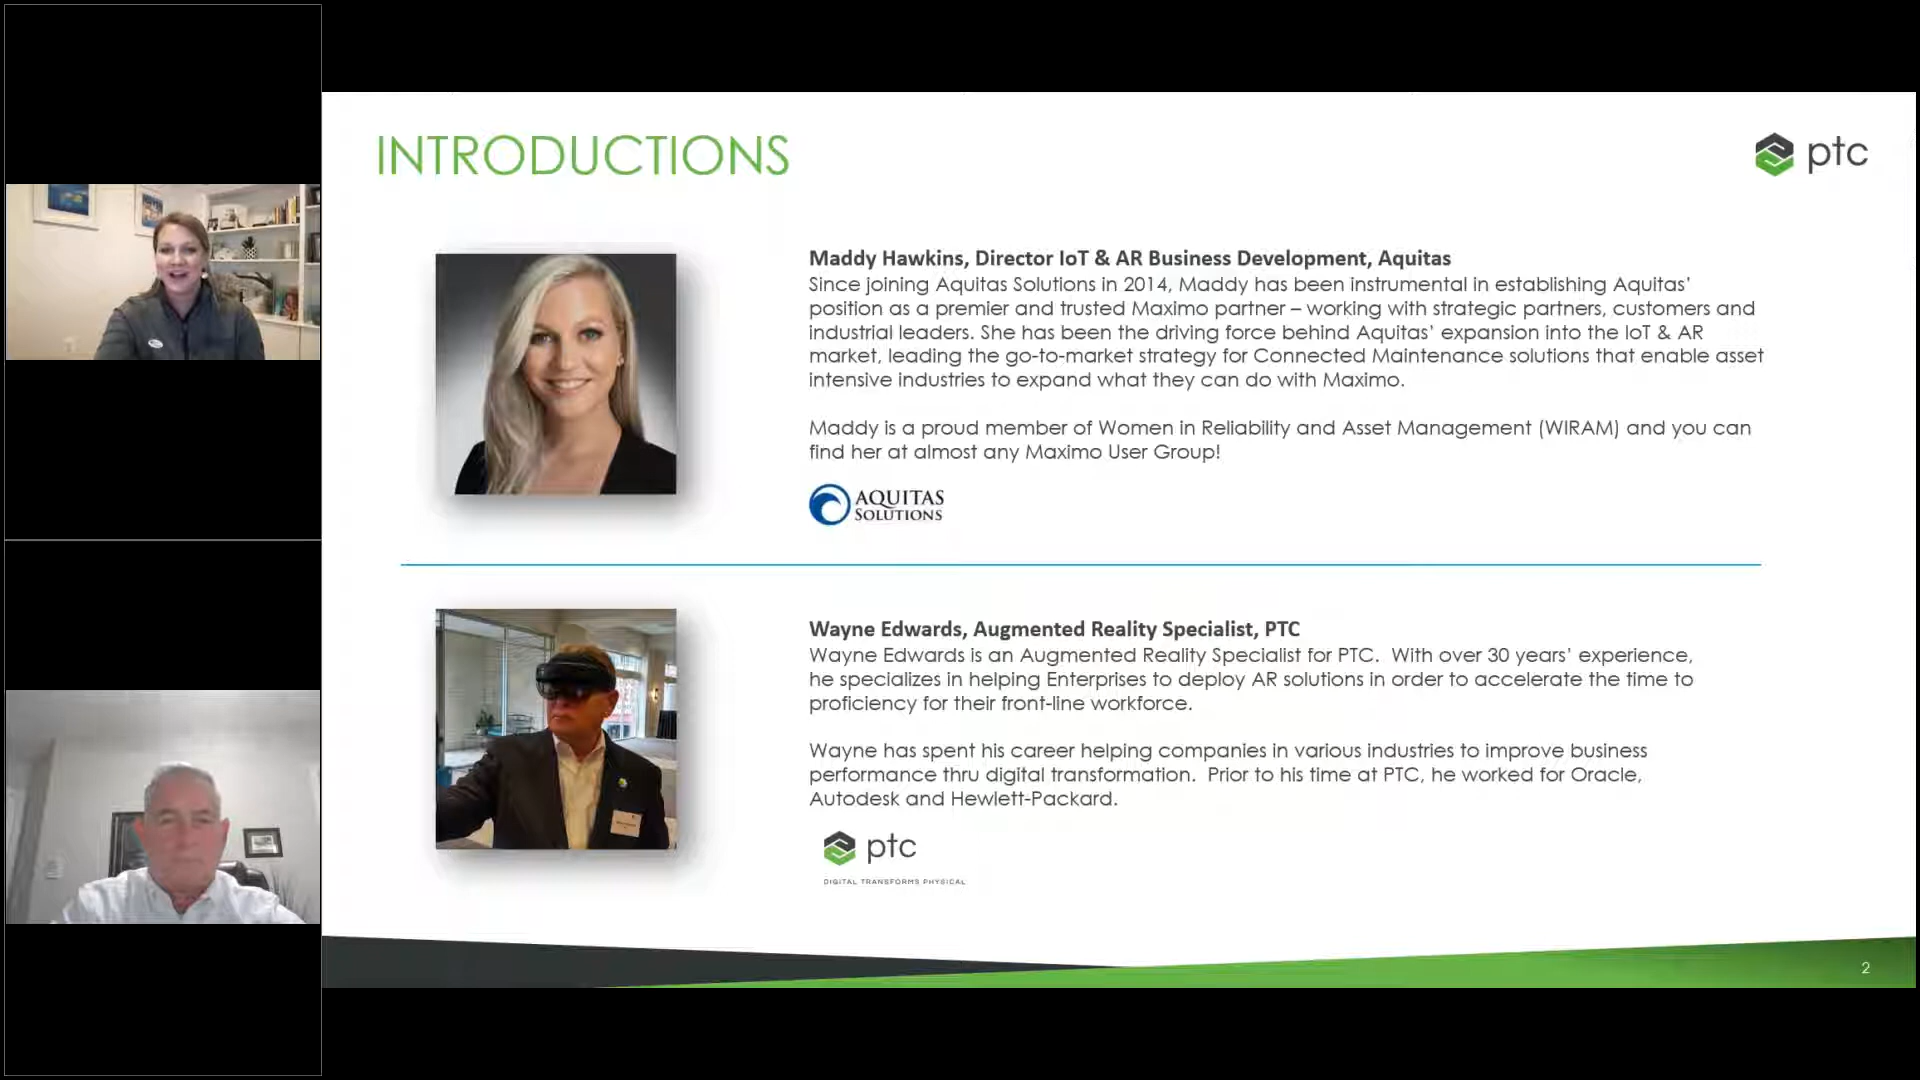 INTRODUCTIONS
ptc
Maddy Hawkins, Director IoT & AR Business Development, Aquitas
Since joining Aquitas Solutions in 2014, Maddy has been instrumental in establishing Aquitas’
position as a premier and trusted Maximo partner – working with strategic partners, customers and
industrial leaders. She has been the driving force behind Aquitas’ expansion into the IoT & AR
market, leading the go-to-market strategy for Connected Maintenance solutions that enable asset
intensive industries to expand what they can do with Maximo.
Maddy is a proud member of Women in Reliability and Asset Management (WIRAM) and you can
find her at almost any Maximo User Group!
AQUITAS
SOLUTIONS
Wayne Edwards, Augmented Reality Specialist, PTC
Wayne Edwards is an Augmented Reality Specialist for PTC.  With over 30 years’ experience,
he specializes in helping Enterprises to deploy AR solutions in order to accelerate the time to
proficiency for their front-line workforce.
Wayne has spent his career helping companies in various industries to improve business
performance thru digital transformation.  Prior to his time at PTC, he worked for Oracle,
Autodesk and Hewlett-Packard.
ptc
DIGITAL TRANSFORMS PHYSICAL
2